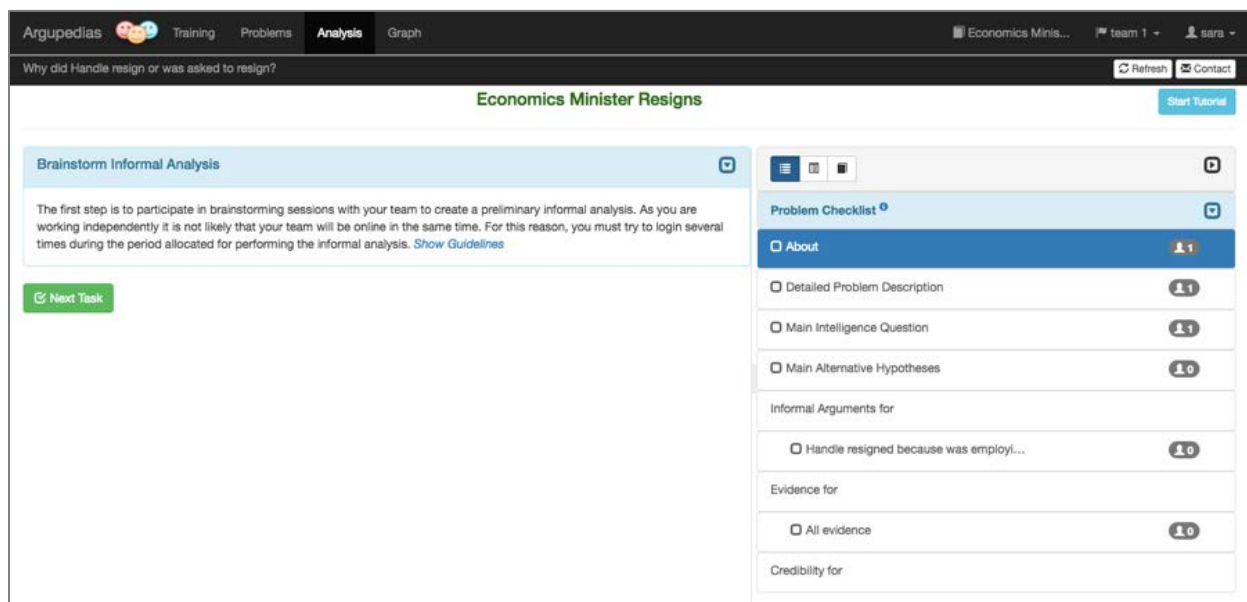 Argupedias Training Problems Analysis Graph Economics Minis... team 1 sara
Why did Handle resign or was asked to resign? Refresh Contact
Economics Minister Resigns
Start Tutorial
Brainstorm Informal Analysis
The first step is to participate in brainstorming sessions with your team to create a preliminary informal analysis. As you are
working independently it is not likely that your team will be online in the same time. For this reason, you must try to login several
times during the period allocated for performing the informal analysis. Show Guidelines
Next Task
Problem Checklist
About 1
Detailed Problem Description 1
Main Intelligence Question 1
Main Alternative Hypotheses 0
Informal Arguments for
Handle resigned because was employi... 0
Evidence for
All evidence 0
Credibility for